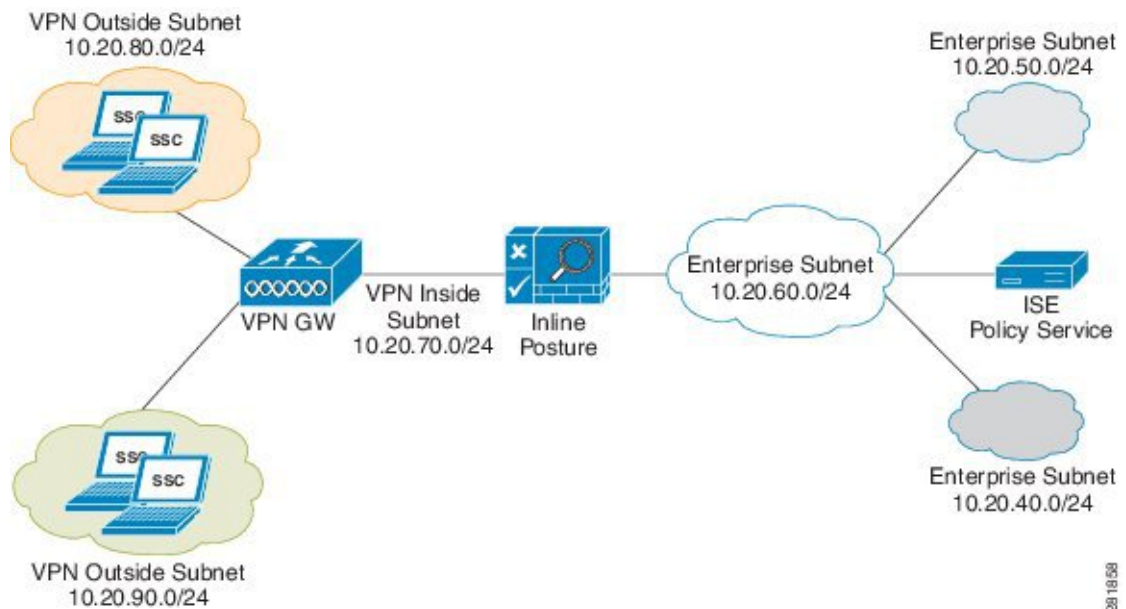 VPN Outside Subnet
10.20.80.0/24
SSC
SSC
Enterprise Subnet
10.20.50.0/24
VPN GW
VPN Inside
Subnet
10.20.70.0/24
Inline
Posture
Enterprise Subnet
10.20.60.0/24
ISE
Policy Service
SSC
SSC
VPN Outside Subnet
10.20.90.0/24
Enterprise Subnet
10.20.40.0/24
281858